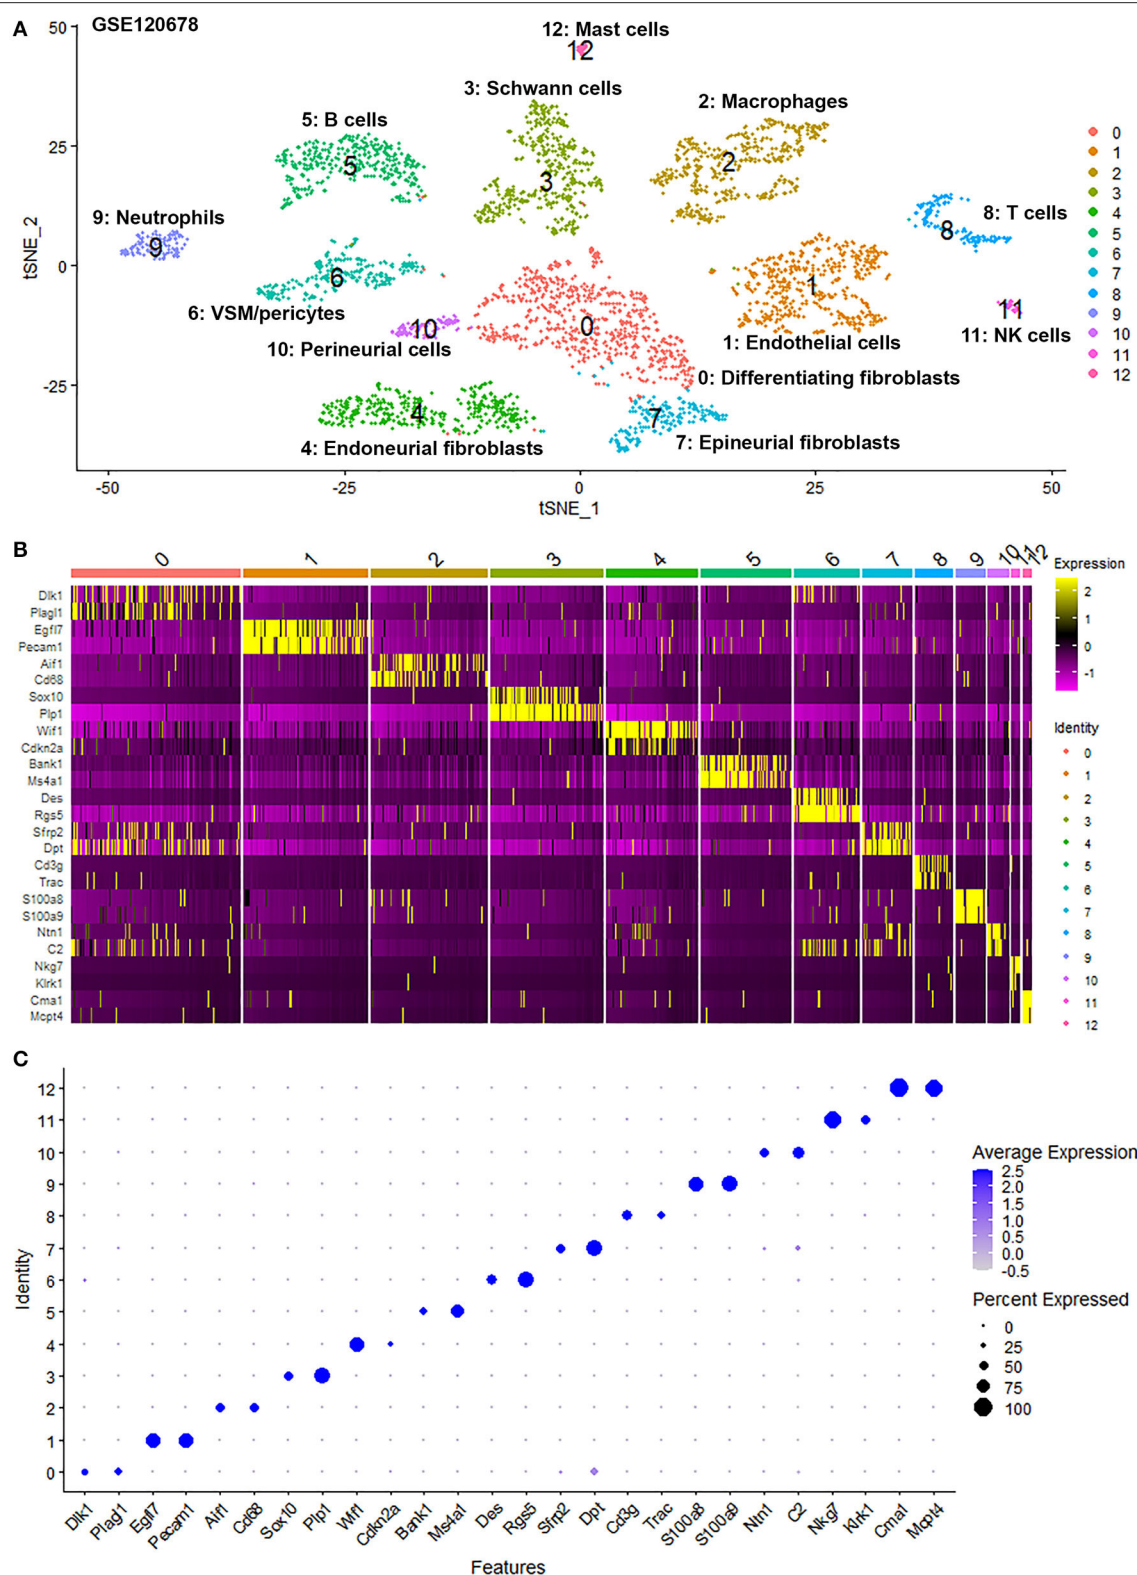 A
GSE120678
12: Mast cells
12
3: Schwann cells
2: Macrophages
5: B cells
5
3
2
9: Neutrophils
9
8: T cells
8
6
6: VSM/pericytes
10
10: Perineurial cells
0
1
1: Endothelial cells
11
11: NK cells
0: Differentiating fibroblasts
4
4: Endoneurial fibroblasts
7
7: Epineurial fibroblasts
50
25
0
-25
tSNE_2
-50
-25
0
25
50
tSNE_1
0
1
2
3
4
5
6
7
8
9
10
11
12
B
0
1
2
3
4
5
6
7
8
9
10
11
12
Dlk1
Plagl1
Egfl7
Pecam1
Aif1
Cd68
Sox10
Plp1
Wif1
Cdkn2a
Bank1
Ms4a1
Des
Rgs5
Sfrp2
Dpt
Cd3g
Trac
S100a8
S100a9
Ntn1
C2
Nkg7
Klrk1
Cma1
Mcpt4
Expression
2
1
0
-1
Identity
0
1
2
3
4
5
6
7
8
9
10
11
12
C
12
11
10
9
8
7
6
5
4
3
2
1
0
Identity
Dlk1
Plagl1
Egfl7
Pecam1
Aif1
Cd68
Sox10
Plp1
Wif1
Cdkn2a
Bank1
Ms4a1
Des
Rgs5
Sfrp2
Dpt
Cd3g
Trac
S100a8
S100a9
Ntn1
C2
Nkg7
Klrk1
Cma1
Mcpt4
Features
Average Expression
2.5
2.0
1.5
1.0
0.5
0.0
-0.5
Percent Expressed
0
25
50
75
100